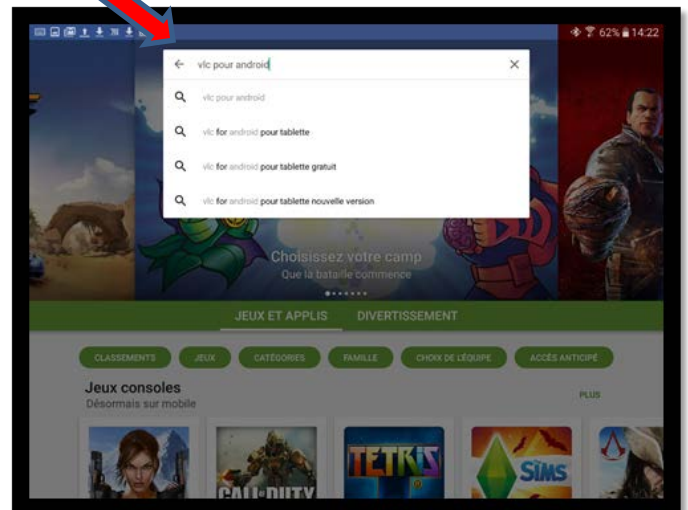 62% 14:22
vlc pour android
vlc pour android
vlc for android pour tablette
vlc for android pour tablette gratuit
vlc for android pour tablette nouvelle version
Choisissez votre camp
Que la bataille commence
JEUX ET APPLIS DIVERTISSEMENT
CLASSEMENTS JEUX CATÉGORIES FAMILLE CHOIX DE L'ÉQUIPE ACCÈS ANTICIPÉ
Jeux consoles
PLUS
Désormais sur mobile
CALL•DUTY
TETRIS
SIMS